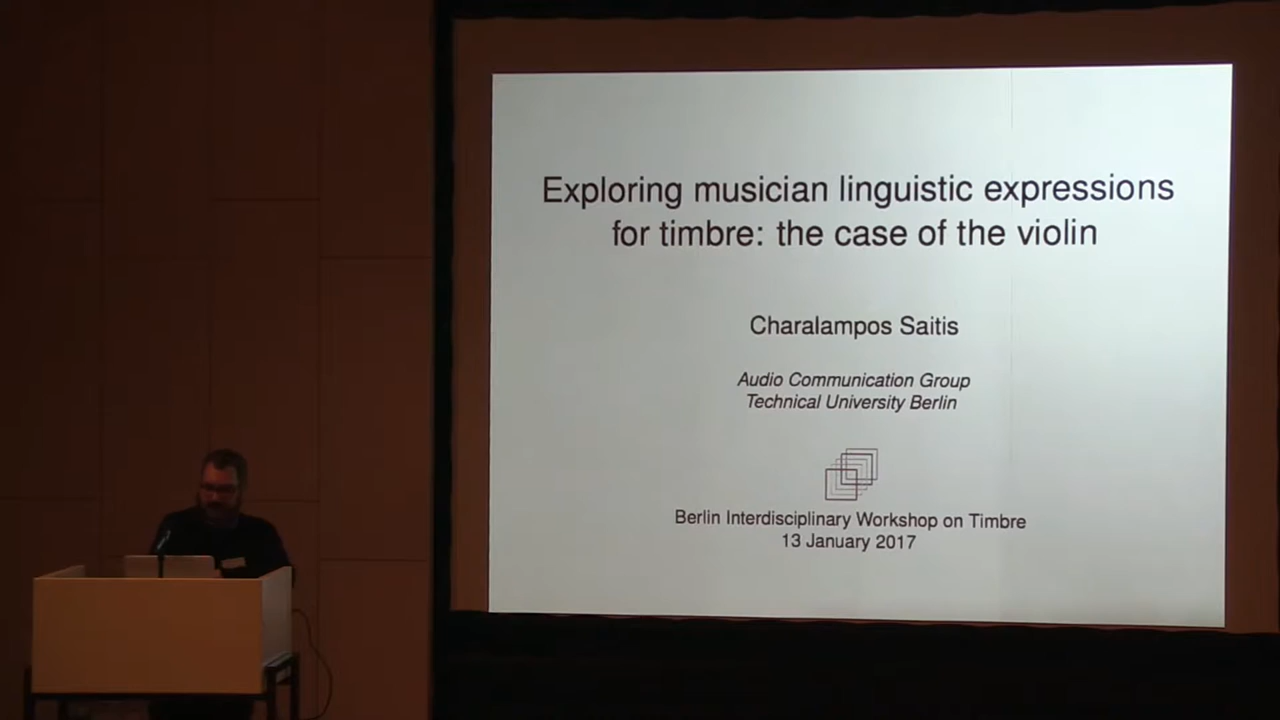 Exploring musician linguistic expressions
for timbre: the case of the violin
Charalampos Saitis
Audio Communication Group
Technical University Berlin
Berlin Interdisciplinary Workshop on Timbre
13 January 2017